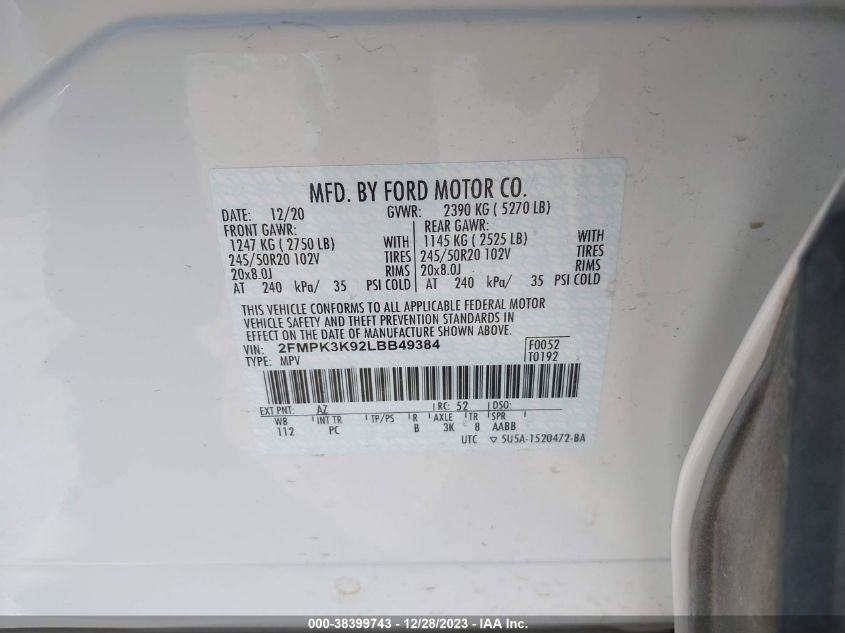 MFD. BY FORD MOTOR CO.
DATE: 12/20 GVWR: 2390 KG ( 5270 LB)
FRONT GAWR: REAR GAWR:
1247 KG ( 2750 LB) WITH 1145 KG ( 2525 LB) WITH
245/50R20 102V TIRES 245/50R20 102V TIRES
20x8.0J RIMS 20x8.0J RIMS
AT 240 kPa/ 35 PSI COLD AT 240 kPa/ 35 PSI COLD
THIS VEHICLE CONFORMS TO ALL APPLICABLE FEDERAL MOTOR
VEHICLE SAFETY AND THEFT PREVENTION STANDARDS IN
EFFECT ON THE DATE OF MANUFACTURE SHOWN ABOVE.
VIN: 2FMPK3K92LBB49384 F0052
TYPE: MPV T0192
EXT PNT: AZ RC: 52 DSO:
WB INT TR TP/PS R AXLE TR SPR
112 PC B 3K 8 AABB
UTC ▽ 5U5A-1520472-BA
000-38399743 - 12/28/2023 - IAA Inc.